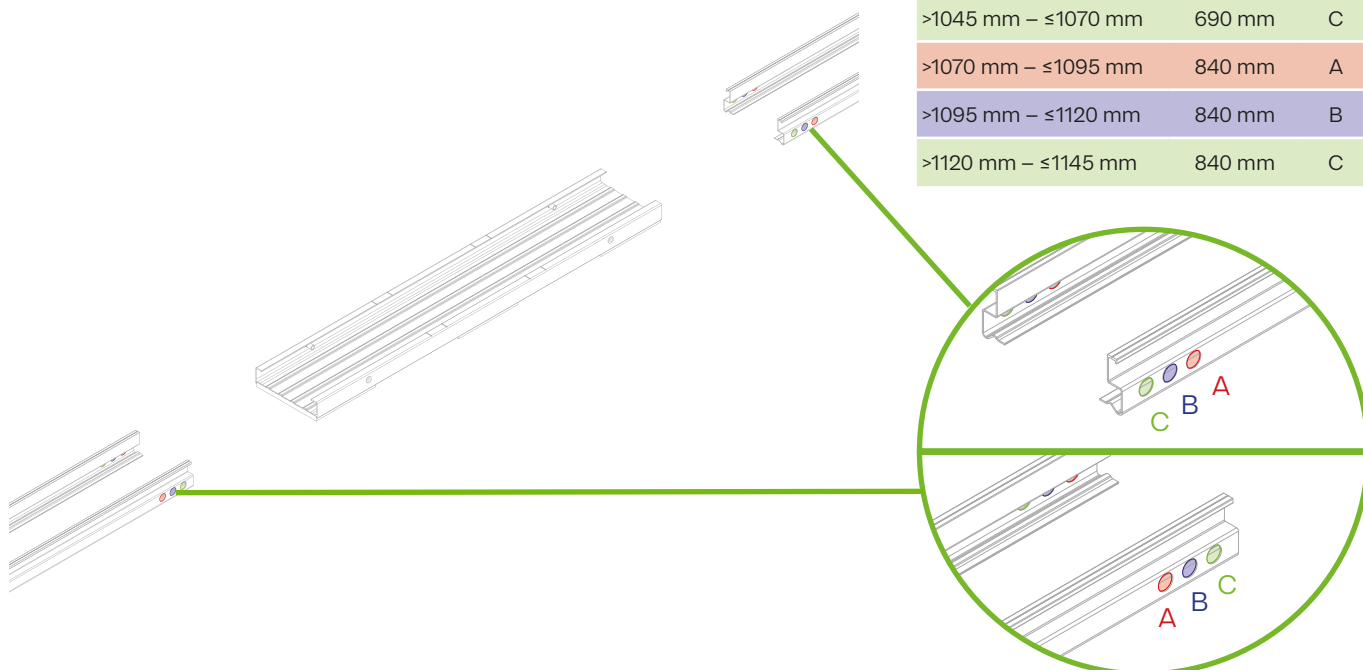 >1045 mm – ≤1070 mm 690 mm C
>1070 mm – ≤1095 mm 840 mm A
>1095 mm – ≤1120 mm 840 mm B
>1120 mm – ≤1145 mm 840 mm C
C B A
A B C